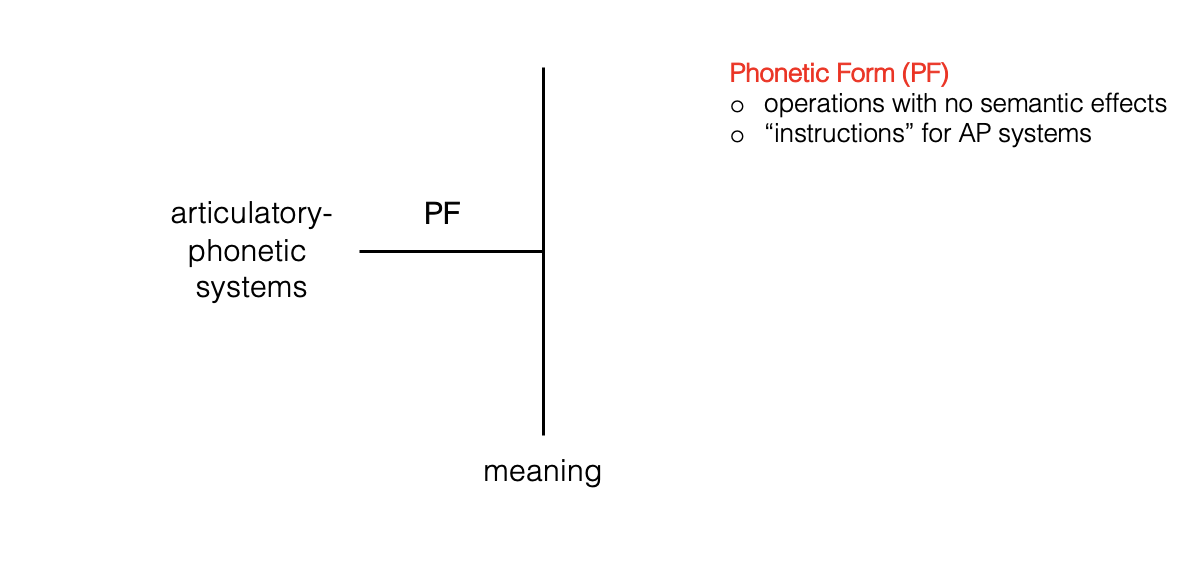 Phonetic Form (PF)
o operations with no semantic effects
o “instructions” for AP systems
articulatory-
phonetic
systems
PF
meaning